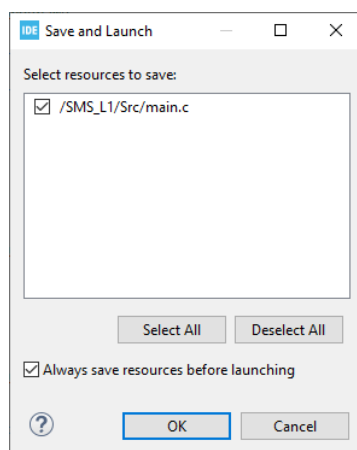 IDE Save and Launch
Select resources to save:
/SMS_L1/Src/main.c
Select All Deselect All
Always save resources before launching
? OK Cancel